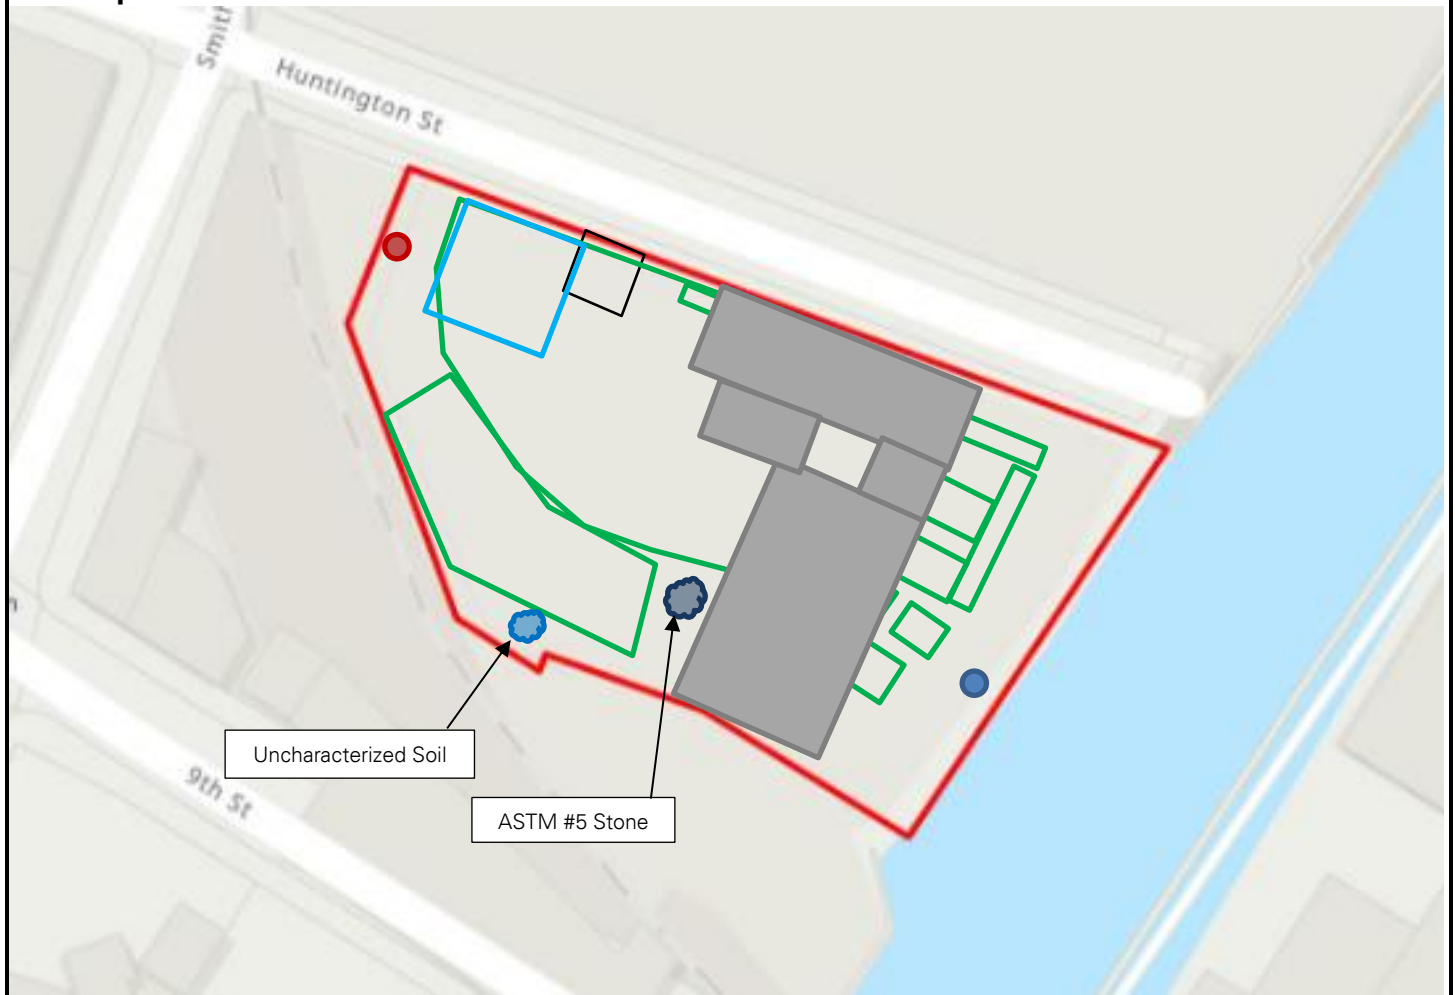 Smith
Huntington St
Uncharacterized Soil
ASTM #5 Stone
9th St